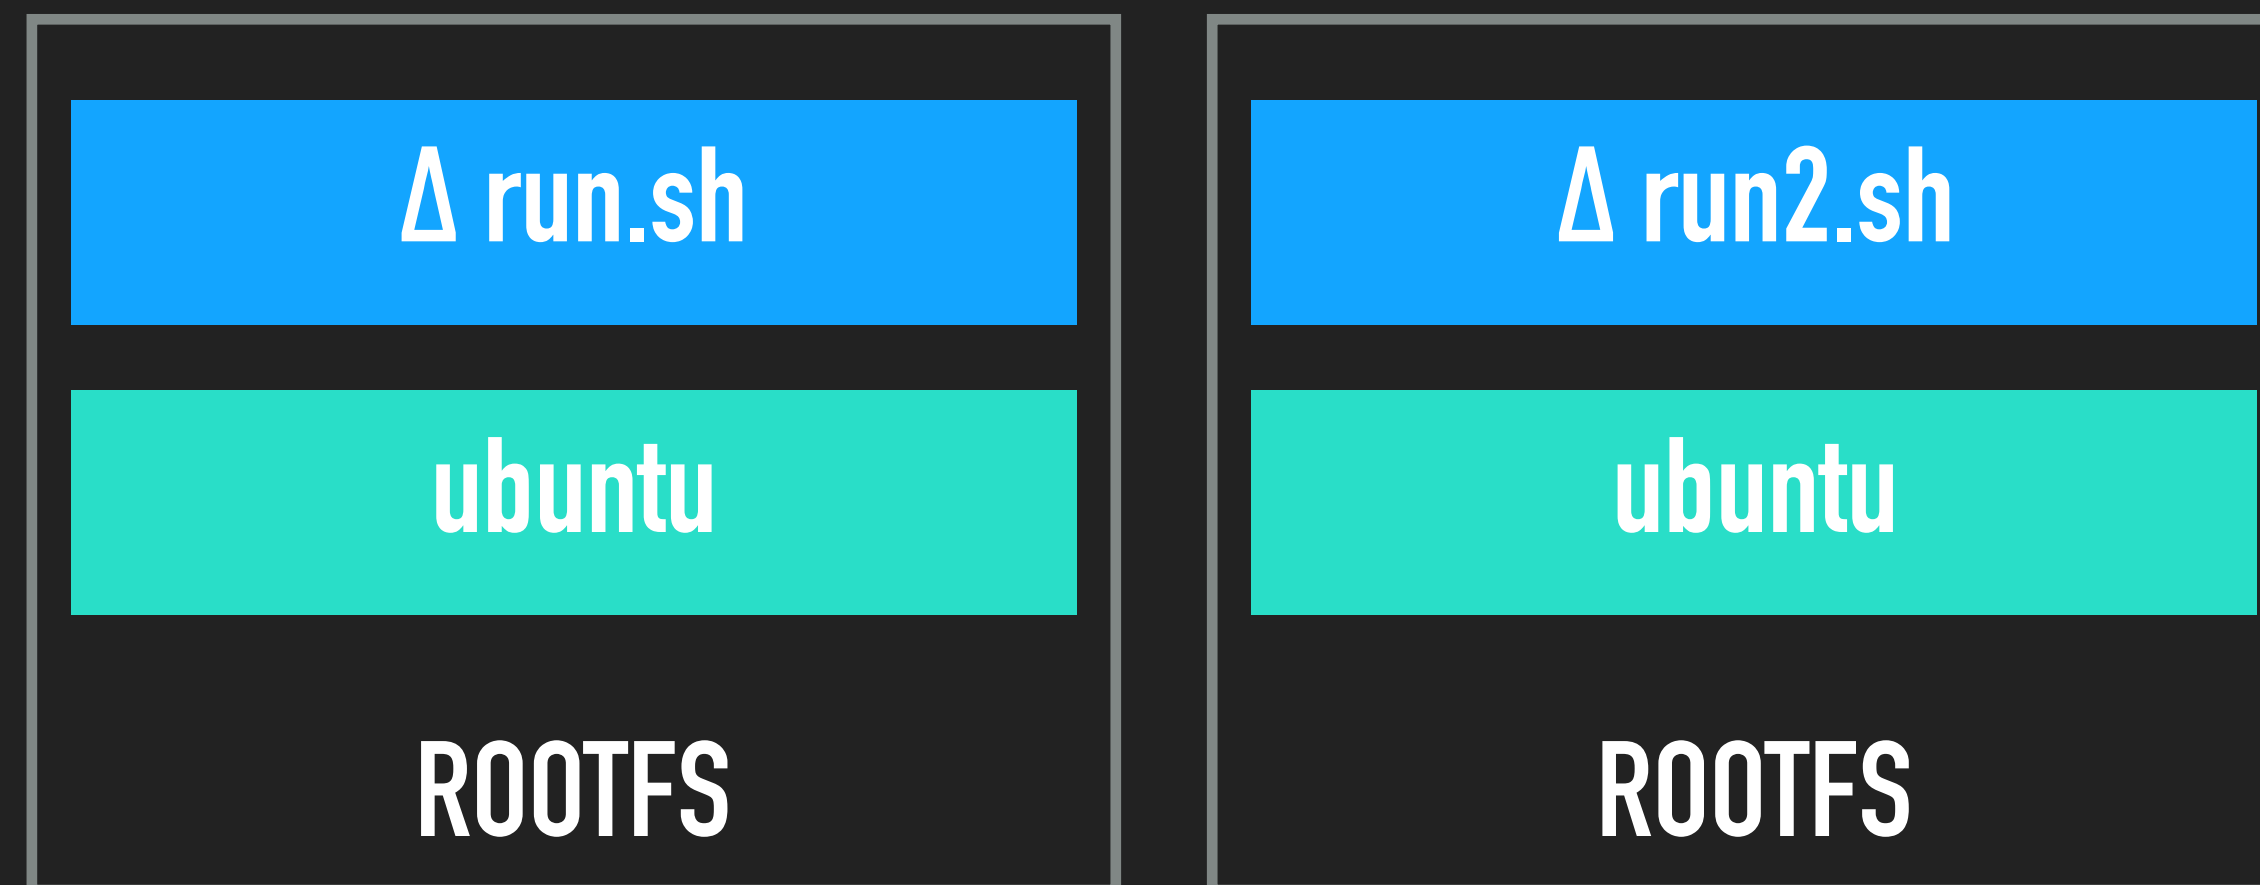 Δ run.sh
ubuntu
ROOTFS
Δ run2.sh
ubuntu
ROOTFS